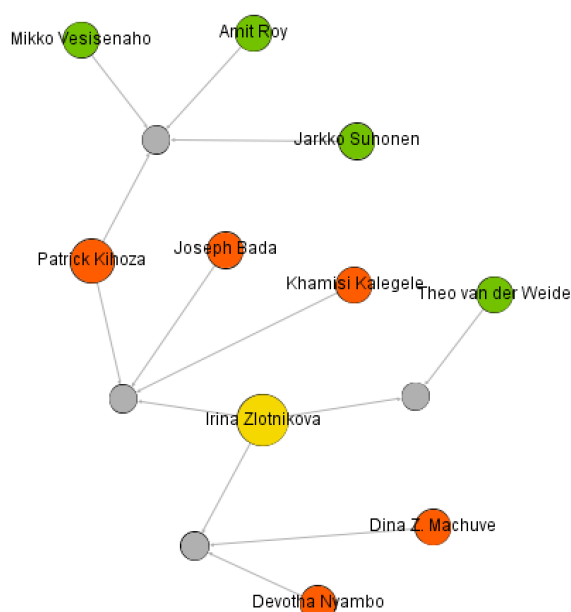 Mikko Vesisenaho
Amit Roy
Jarkko Suhonen
Patrick Kihoza
Joseph Bada
Khamisi Kalegele
Theo van der Weide
Irina Zlotnikova
Dina Z. Machuve
Devotha Nyambo